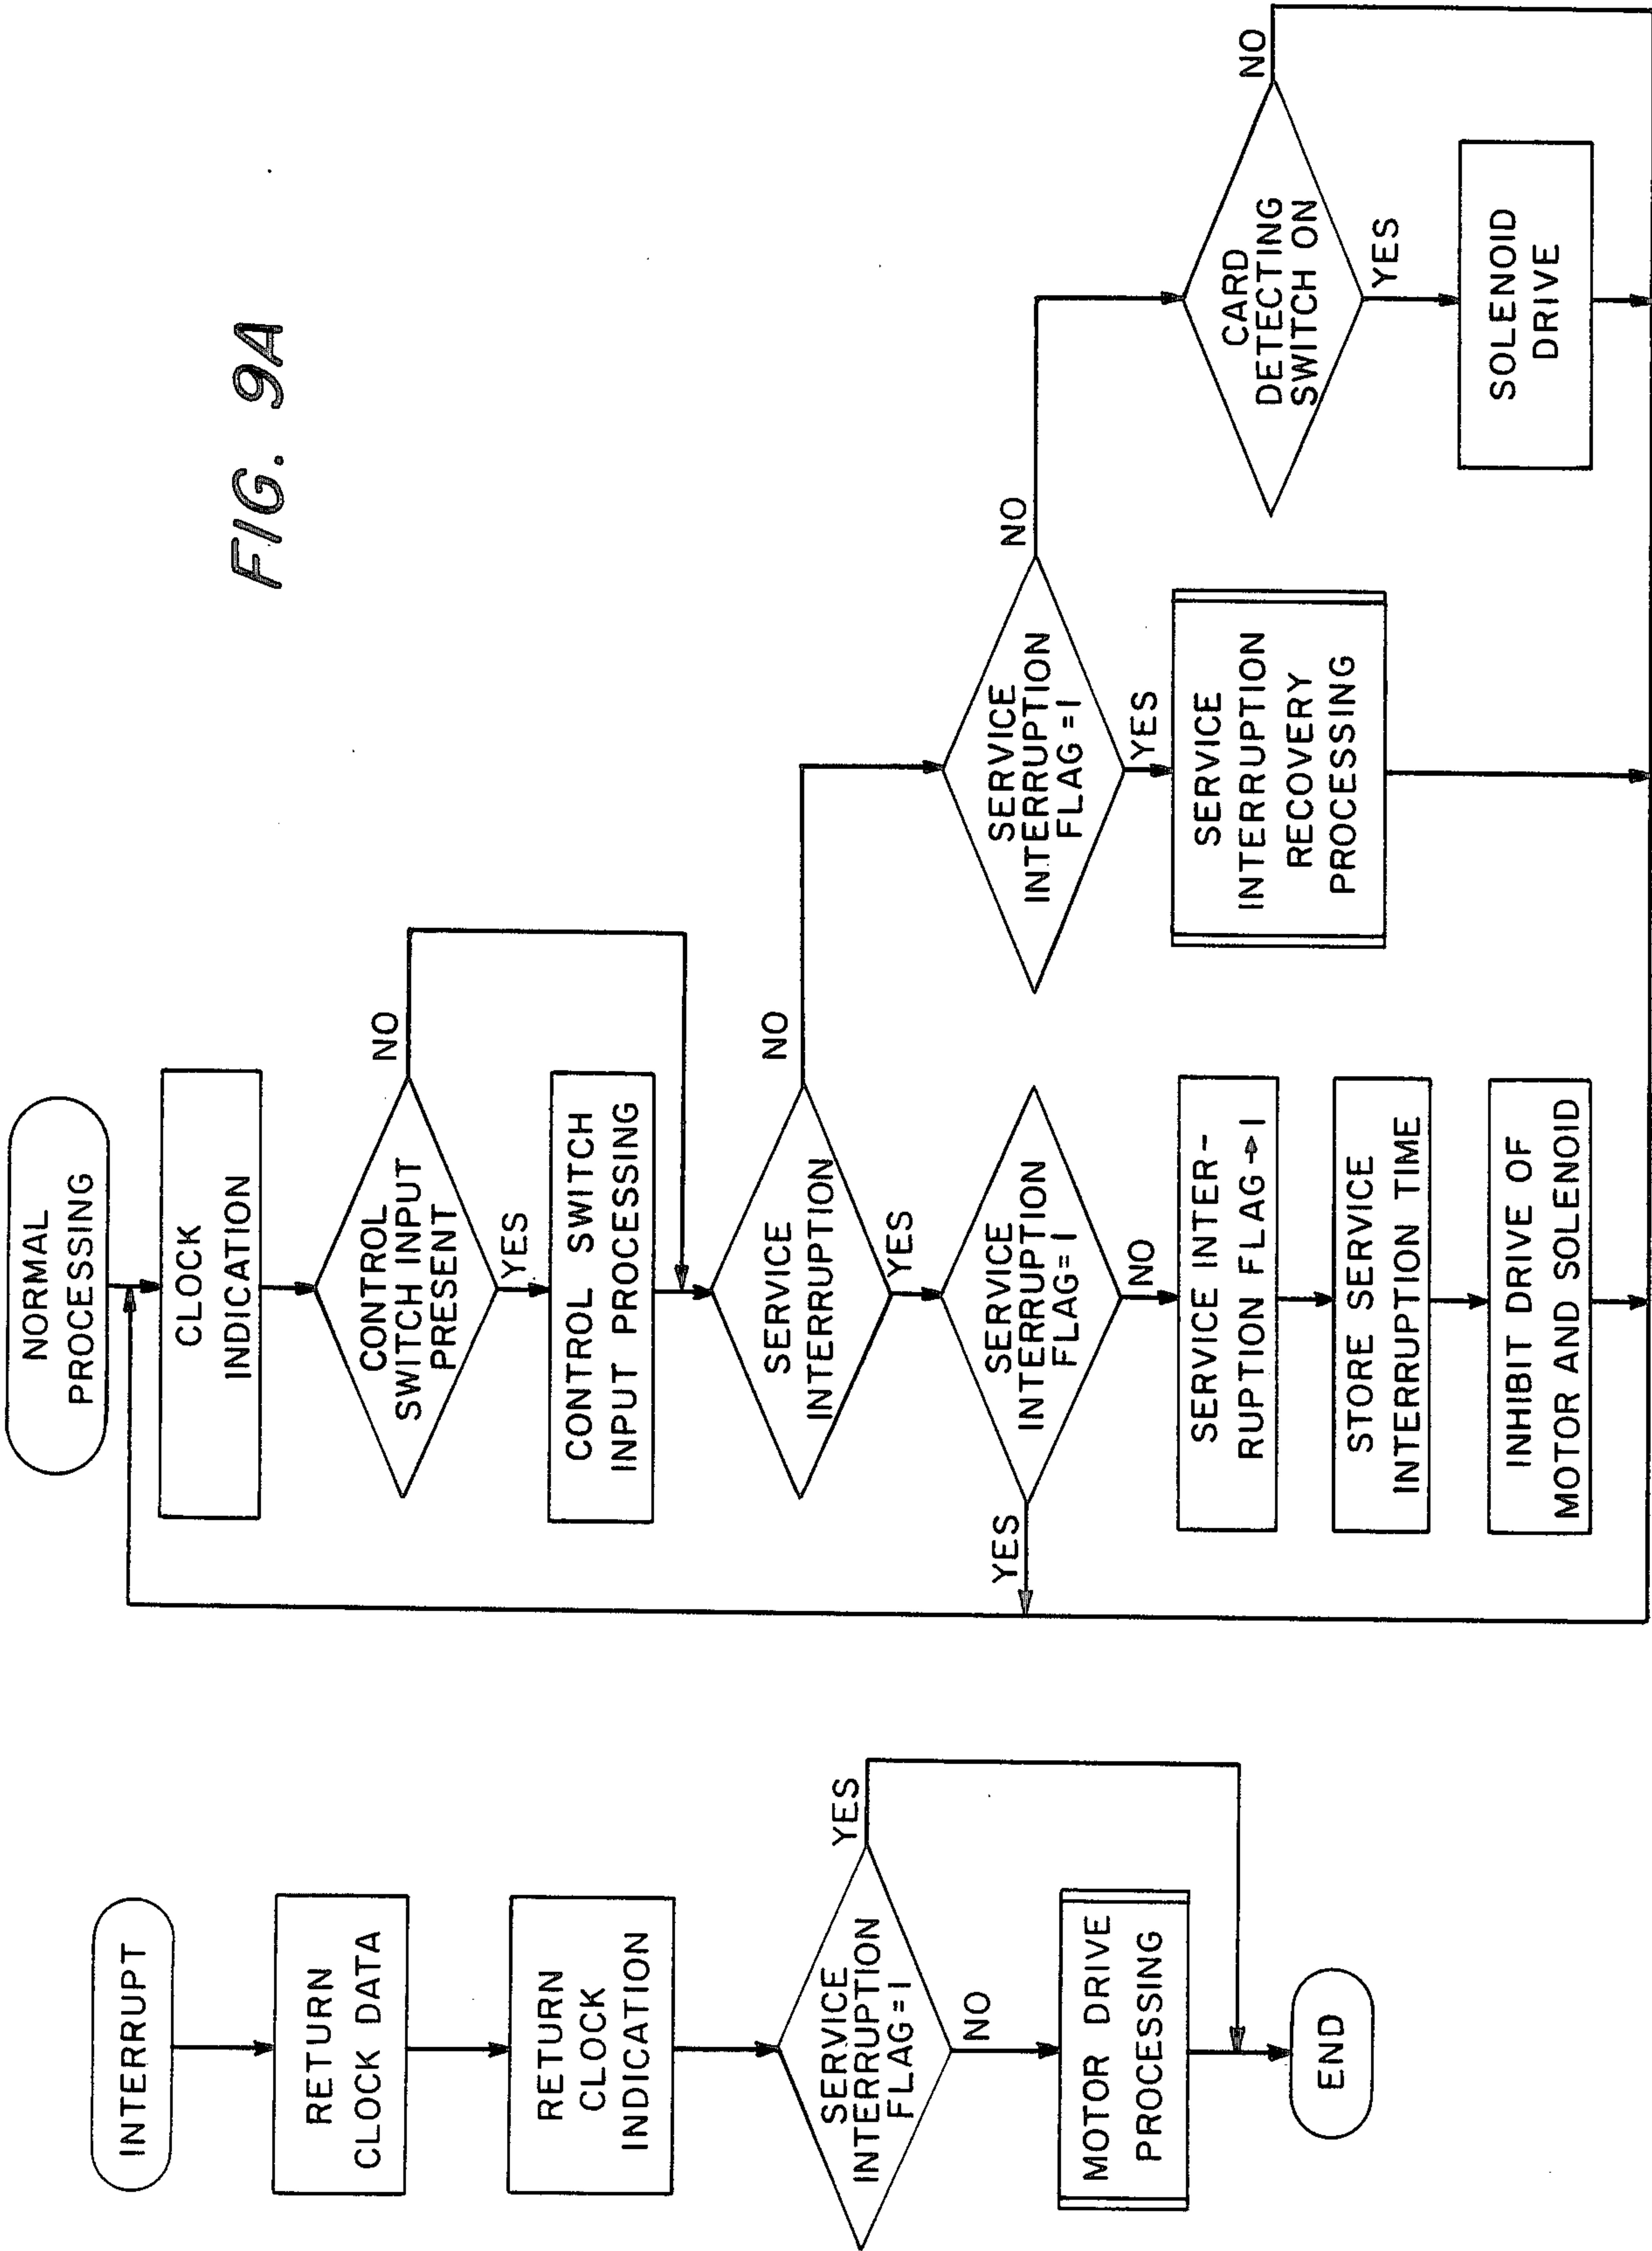 FIG. 9A
INTERRUPT
RETURN
CLOCK DATA
RETURN
CLOCK
INDICATION
SERVICE
INTERRUPTION
FLAG=1
YES
NO
MOTOR DRIVE
PROCESSING
END
NORMAL
PROCESSING
CLOCK
INDICATION
CONTROL
SWITCH INPUT
PRESENT
NO
YES
CONTROL SWITCH
INPUT PROCESSING
SERVICE
INTERRUPTION
NO
YES
SERVICE
INTERRUPTION
FLAG=1
YES
NO
SERVICE INTER-
RUPTION FLAG→1
STORE SERVICE
INTERRUPTION TIME
INHIBIT DRIVE OF
MOTOR AND SOLENOID
SERVICE
INTERRUPTION
FLAG=1
NO
YES
SERVICE
INTERRUPTION
RECOVERY
PROCESSING
CARD
DETECTING
SWITCH ON
NO
YES
SOLENOID
DRIVE